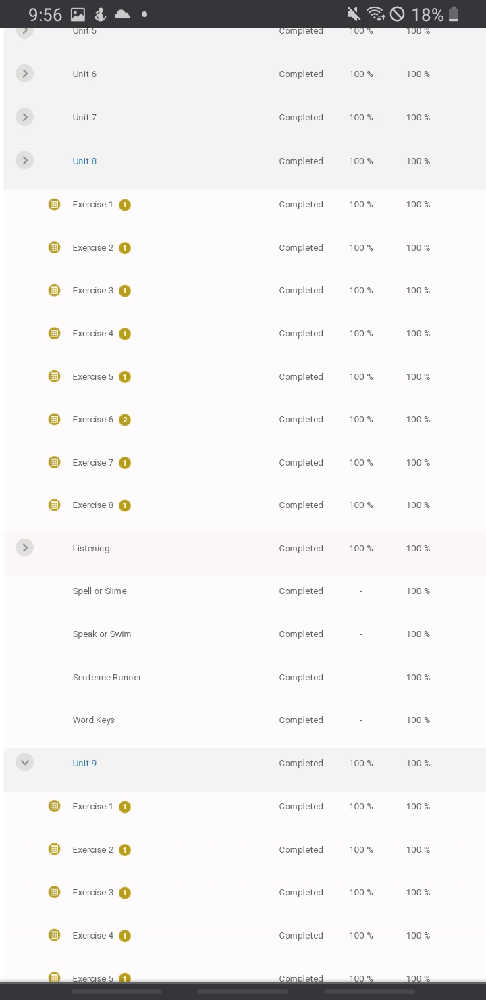 9:56 18%
Unit 5 Completed 100 % 100 %
Unit 6 Completed 100 % 100 %
Unit 7 Completed 100 % 100 %
Unit 8 Completed 100 % 100 %
Exercise 1 1 Completed 100 % 100 %
Exercise 2 1 Completed 100 % 100 %
Exercise 3 1 Completed 100 % 100 %
Exercise 4 1 Completed 100 % 100 %
Exercise 5 1 Completed 100 % 100 %
Exercise 6 2 Completed 100 % 100 %
Exercise 7 1 Completed 100 % 100 %
Exercise 8 1 Completed 100 % 100 %
Listening Completed 100 % 100 %
Spell or Slime Completed - 100 %
Speak or Swim Completed - 100 %
Sentence Runner Completed - 100 %
Word Keys Completed - 100 %
Unit 9 Completed 100 % 100 %
Exercise 1 1 Completed 100 % 100 %
Exercise 2 1 Completed 100 % 100 %
Exercise 3 1 Completed 100 % 100 %
Exercise 4 1 Completed 100 % 100 %
Exercise 5 1 Completed 100 % 100 %